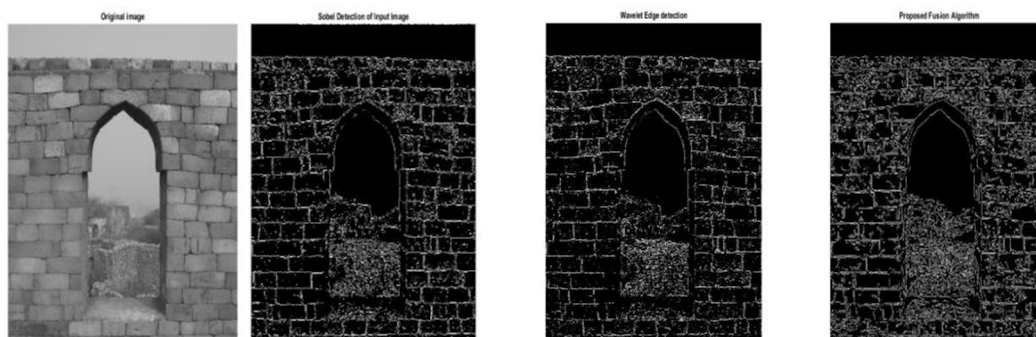 Original image
Sobel Detection of Input Image
Wavelet Edge detection
Proposed Fusion Algorithm